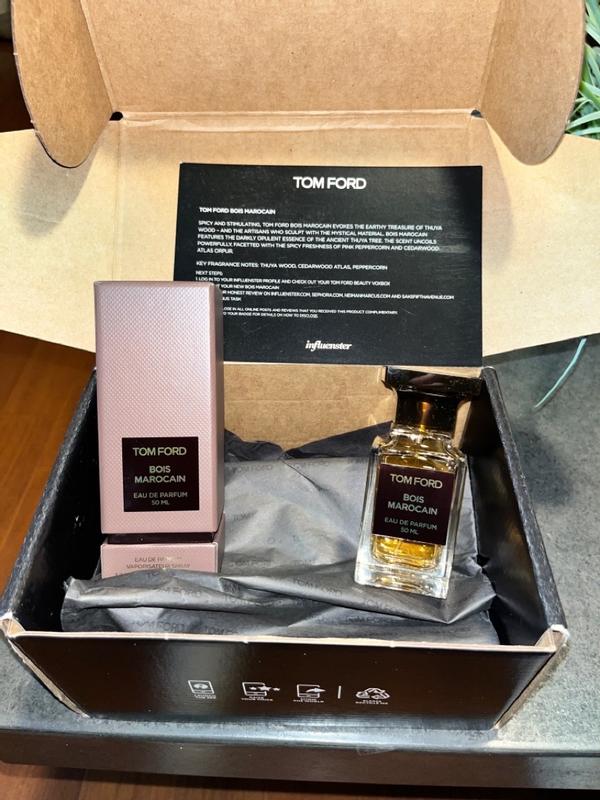 TOM FORD
TOM FORD BOIS MAROCAIN
SPICY AND STIMULATING, TOM FORD BOIS MAROCAIN EVOKES THE EARTHY TREASURE OF THUYA
WOOD – AND THE ARTISANS WHO SCULPT WITH THE MYSTICAL MATERIAL. BOIS MAROCAIN
FEATURES THE DARKLY OPULENT ESSENCE OF THE ANCIENT THUYA TREE. THE SCENT UNCOILS
POWERFULLY, FACETTED WITH THE SPICY FRESHNESS OF PINK PEPPERCORN AND CEDARWOOD
ATLAS ORPUR.
KEY FRAGRANCE NOTES: THUYA WOOD, CEDARWOOD ATLAS, PEPPERCORN
NEXT STEPS:
1. LOG IN TO YOUR INFLUENSTER PROFILE AND CHECK OUT YOUR TOM FORD BEAUTY VOXBOX
YOUR NEW BOIS MAROCAIN
HONEST REVIEW ON INFLUENSTER.COM, SEPHORA.COM, NEIMANMARCUS.COM AND SAKSFIFTHAVENUE.COM
TASK
IN ALL ONLINE POSTS AND REVIEWS THAT YOU RECEIVED THIS PRODUCT COMPLIMENTARY.
YOUR BADGE FOR DETAILS ON HOW TO DISCLOSE.
influenster
TOM FORD
BOIS
MAROCAIN
EAU DE PARFUM
50 ML
EAU DE
VAPORISATEUR SPRAY
TOM FORD
BOIS
MAROCAIN
EAU DE PARFUM
50 ML